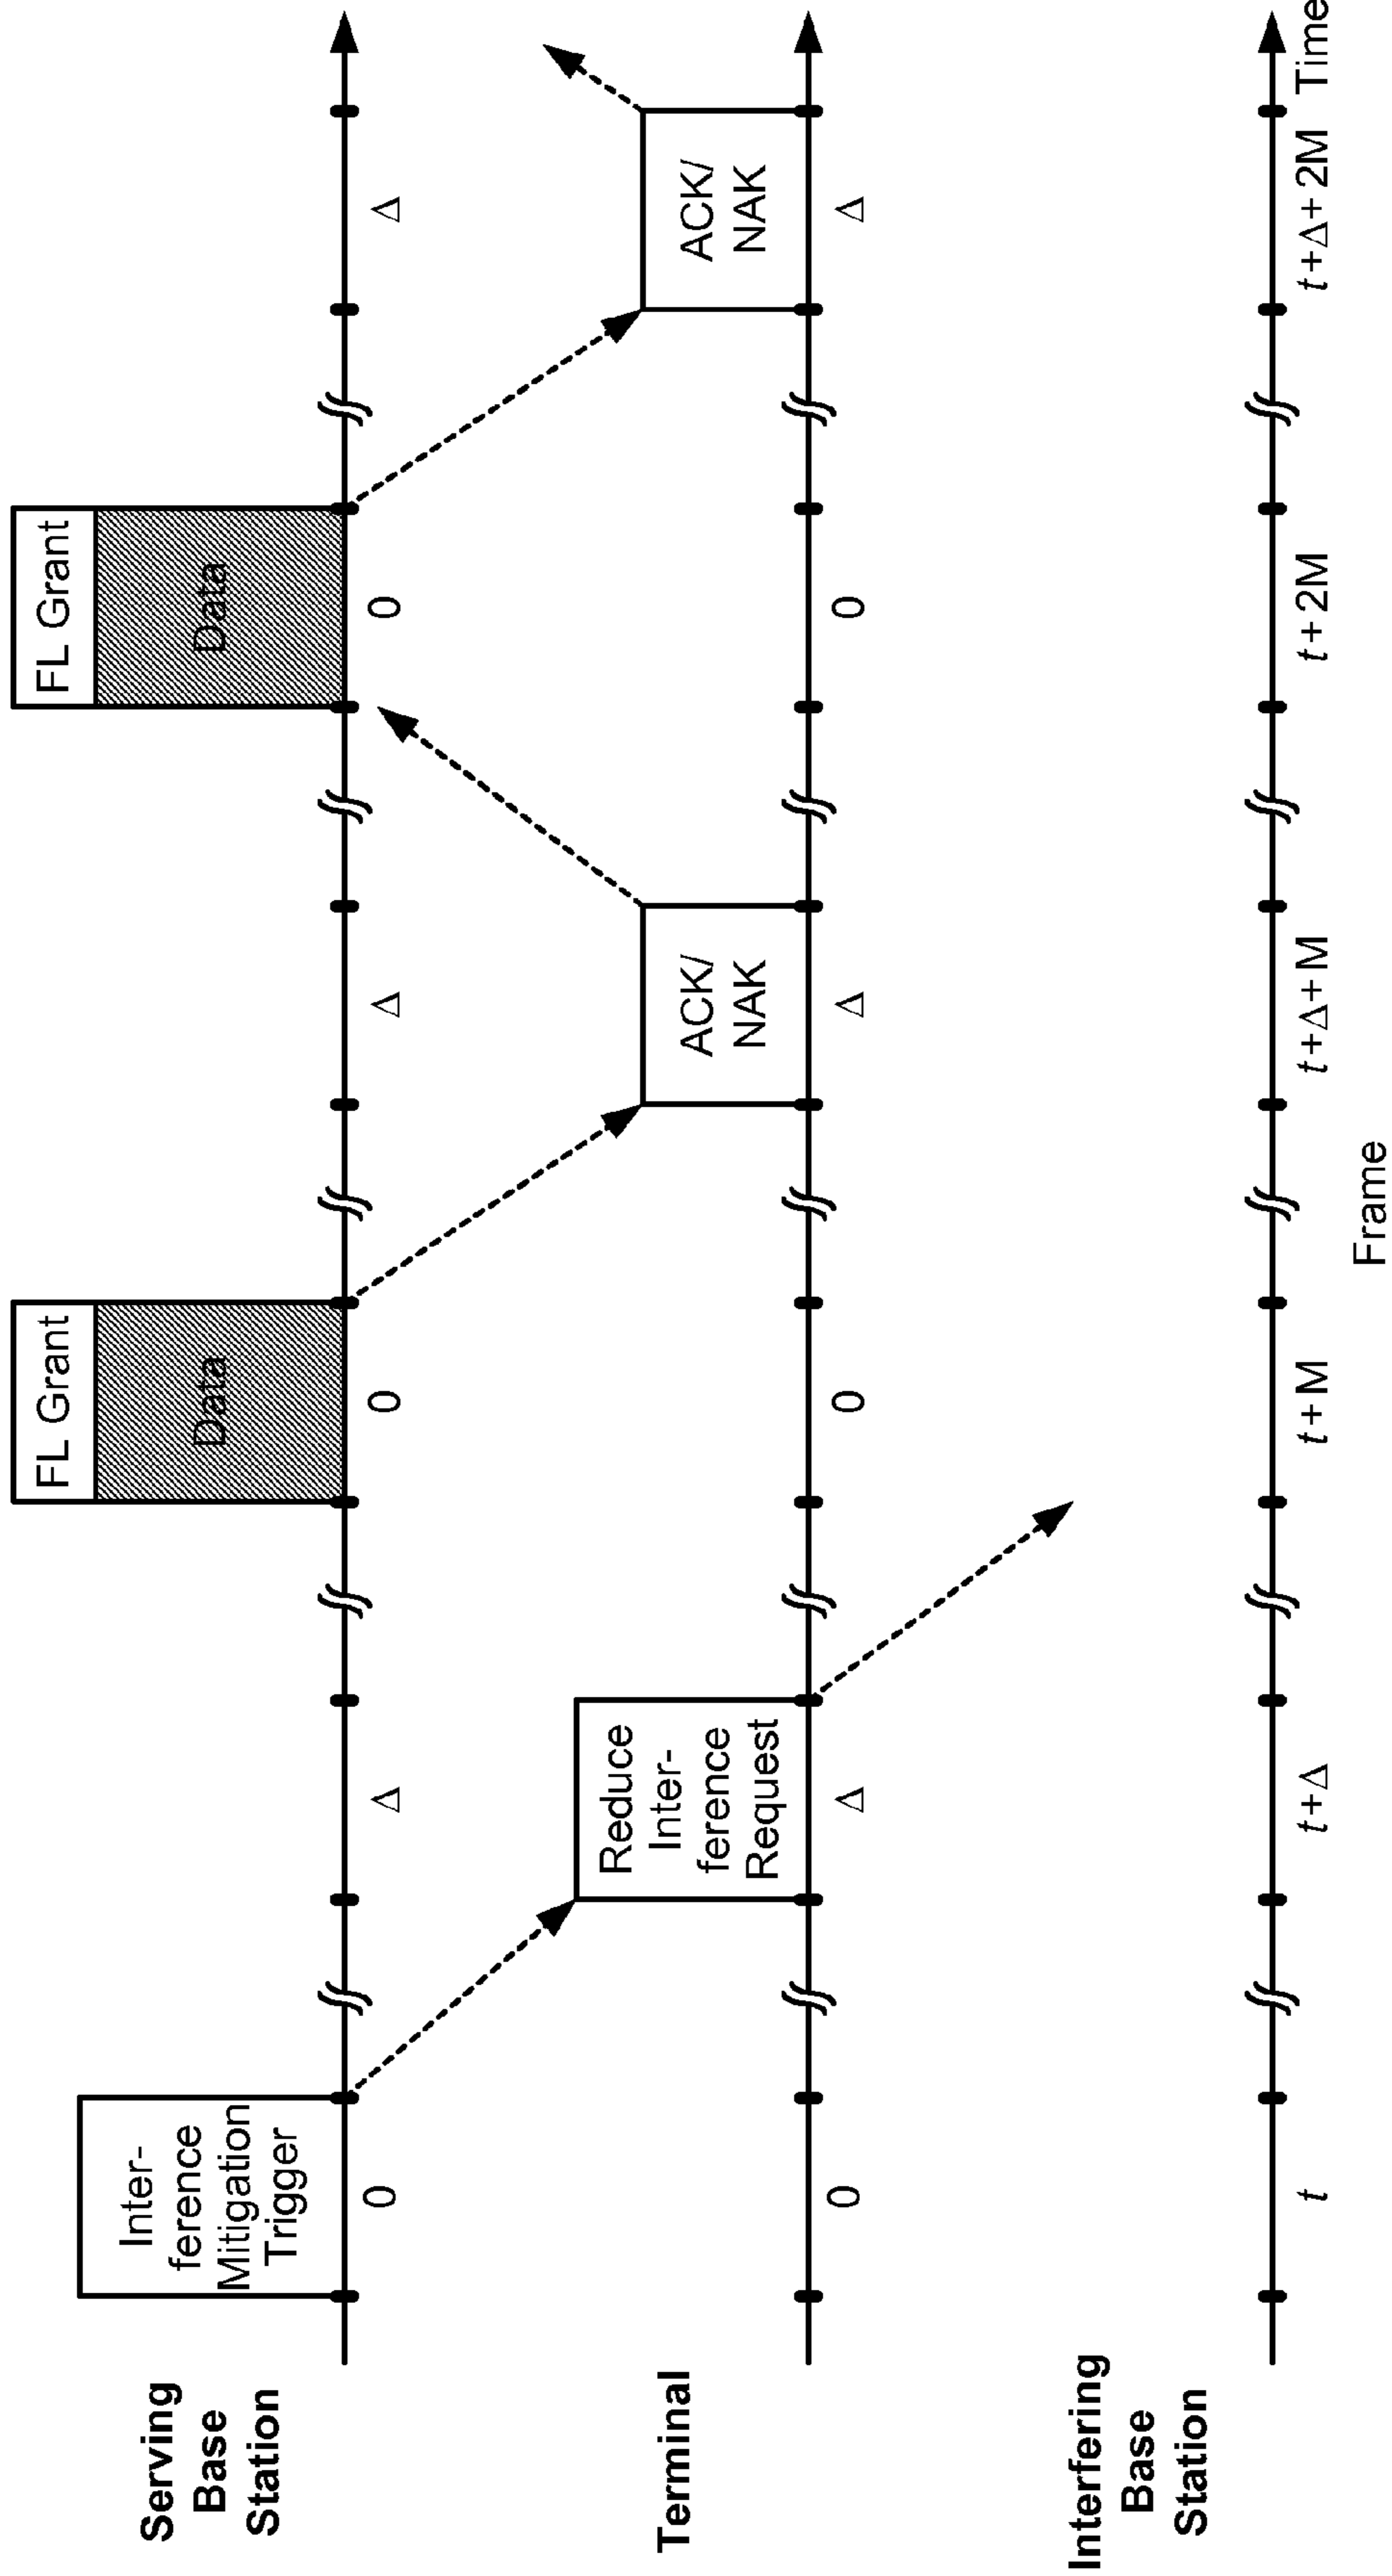 Serving
Base
Station
Inter-
ference
Mitigation
Trigger
FL Grant
Data
FL Grant
Data
0
Δ
0
Δ
0
Δ
Terminal
Reduce
Inter-
ference
Request
ACK/
NAK
ACK/
NAK
0
Δ
0
Δ
0
Δ
Interfering
Base
Station
t
t+Δ
t+M
t+Δ+M
t+2M
t+Δ+2M
Time
Frame